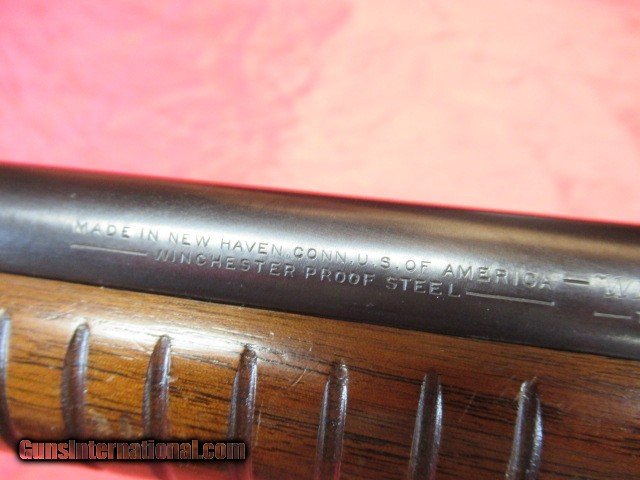 MADE IN NEW HAVEN. CONN. U.S. OF AMERICA —
WINCHESTER PROOF STEEL
GunsInternational.com